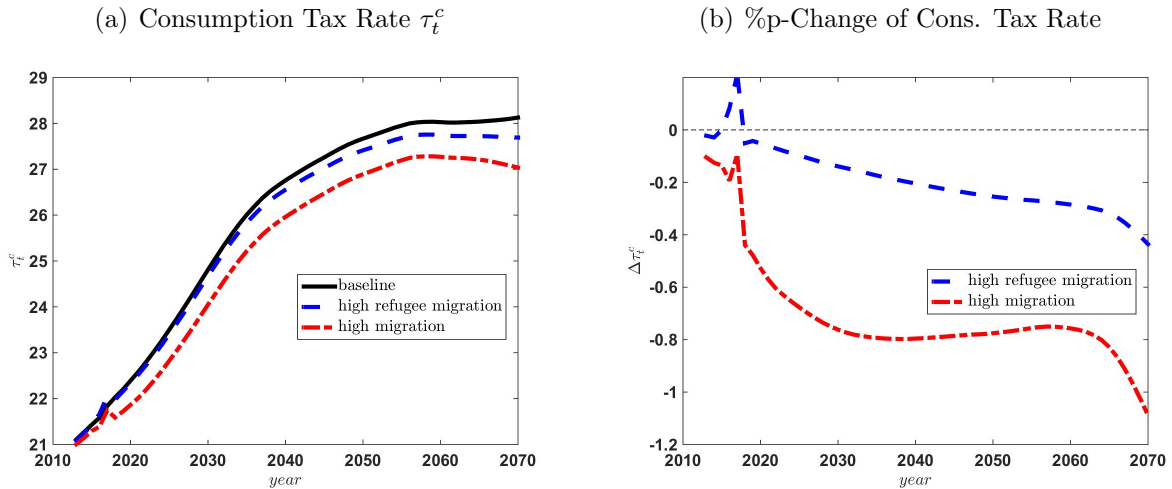 (a) Consumption Tax Rate τ_t^c
29
28
27
26
25
24
23
22
21
τ_t^c
baseline
high refugee migration
high migration
2010 2020 2030 2040 2050 2060 2070
year
(b) %p-Change of Cons. Tax Rate
0
-0.2
-0.4
-0.6
-0.8
-1
-1.2
Δτ_t^c
high refugee migration
high migration
2010 2020 2030 2040 2050 2060 2070
year